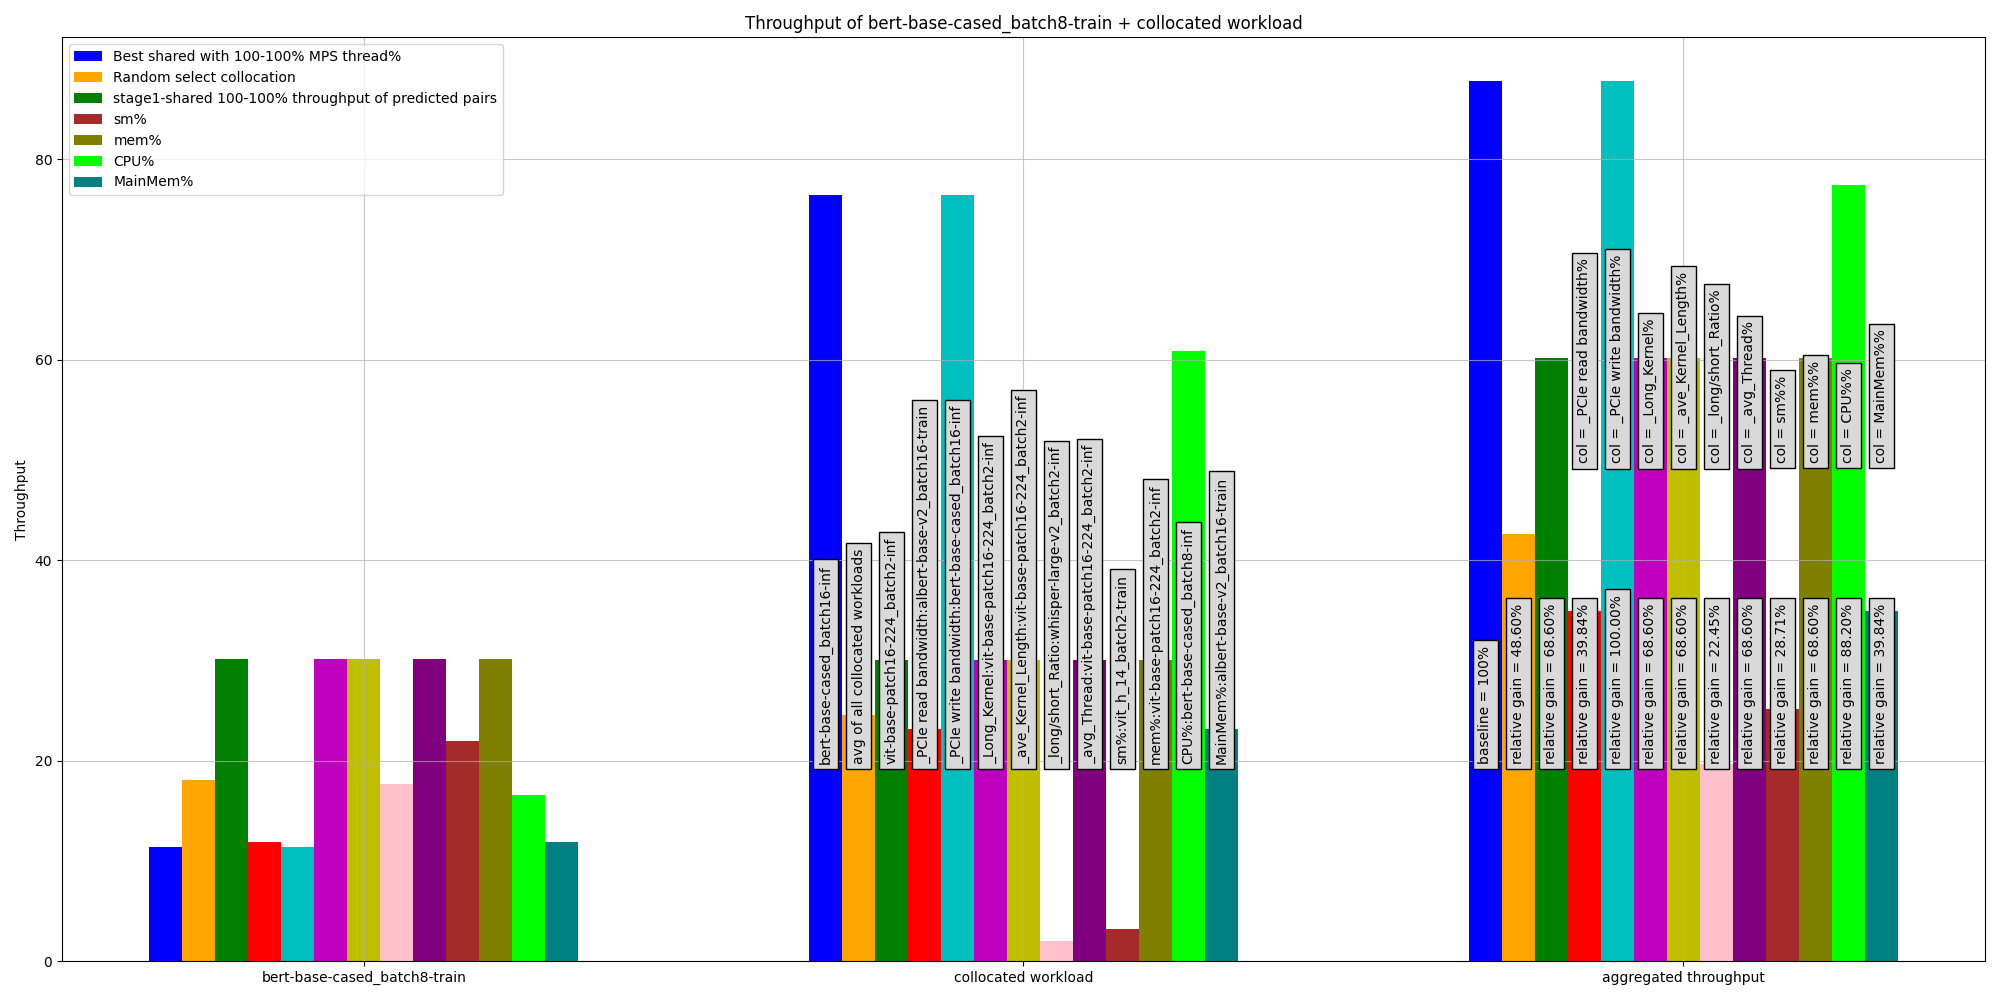 Throughput of bert-base-cased_batch8-train + collocated workload
Best shared with 100-100% MPS thread%
Random select collocation
stage1-shared 100-100% throughput of predicted pairs
sm%
mem%
CPU%
MainMem%
Throughput
80
60
40
20
0
bert-base-cased_batch16-inf
avg of all collocated workloads
vit-base-patch16-224_batch2-inf
_PCIe read bandwidth:albert-base-v2_batch16-train
_PCIe write bandwidth:bert-base-cased_batch16-inf
_Long_Kernel:vit-base-patch16-224_batch2-inf
_ave_Kernel_Length:vit-base-patch16-224_batch2-inf
_long/short_Ratio:whisper-large-v2_batch2-inf
_avg_Thread:vit-base-patch16-224_batch2-inf
sm%:vit_h_14_batch2-train
mem%:vit-base-patch16-224_batch2-inf
CPU%:bert-base-cased_batch8-inf
MainMem%:albert-base-v2_batch16-train
col = _PCIe read bandwidth%
col = _PCIe write bandwidth%
col = _Long_Kernel%
col = _ave_Kernel_Length%
col = _long/short_Ratio%
col = _avg_Thread%
col = sm%%
col = mem%%
col = CPU%%
col = MainMem%%
baseline = 100%
relative gain = 48.60%
relative gain = 68.60%
relative gain = 39.84%
relative gain = 100.00%
relative gain = 68.60%
relative gain = 68.60%
relative gain = 22.45%
relative gain = 68.60%
relative gain = 28.71%
relative gain = 68.60%
relative gain = 88.20%
relative gain = 39.84%
bert-base-cased_batch8-train
collocated workload
aggregated throughput